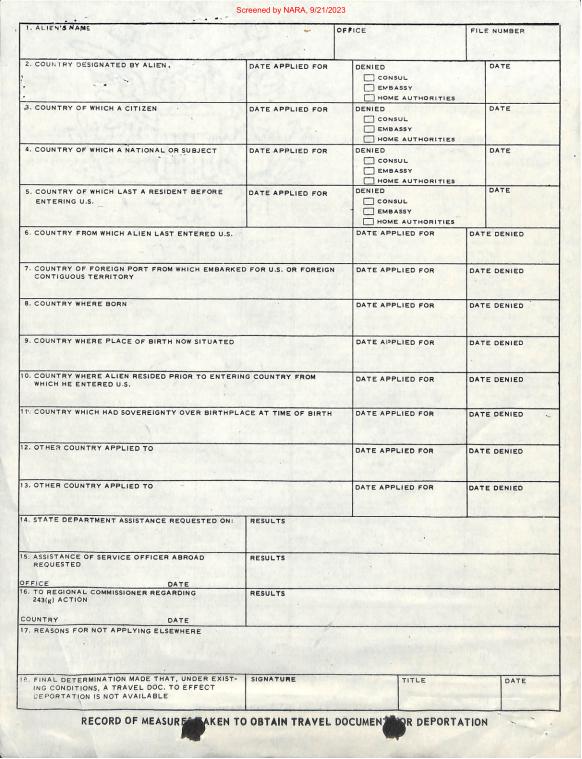 Screened by NARA, 9/21/2023
1. ALIEN'S NAME
OFFICE
FILE NUMBER
2. COUNTRY DESIGNATED BY ALIEN.
DATE APPLIED FOR
DENIED
CONSUL
EMBASSY
HOME AUTHORITIES
DATE
3. COUNTRY OF WHICH A CITIZEN
DATE APPLIED FOR
DENIED
CONSUL
EMBASSY
HOME AUTHORITIES
DATE
4. COUNTRY OF WHICH A NATIONAL OR SUBJECT
DATE APPLIED FOR
DENIED
CONSUL
EMBASSY
HOME AUTHORITIES
DATE
5. COUNTRY OF WHICH LAST A RESIDENT BEFORE
ENTERING U.S.
DATE APPLIED FOR
DENIED
CONSUL
EMBASSY
HOME AUTHORITIES
DATE
6. COUNTRY FROM WHICH ALIEN LAST ENTERED U.S.
DATE APPLIED FOR
DATE DENIED
7. COUNTRY OF FOREIGN PORT FROM WHICH EMBARKED FOR U.S. OR FOREIGN
CONTIGUOUS TERRITORY
DATE APPLIED FOR
DATE DENIED
8. COUNTRY WHERE BORN
DATE APPLIED FOR
DATE DENIED
9. COUNTRY WHERE PLACE OF BIRTH NOW SITUATED
DATE APPLIED FOR
DATE DENIED
10. COUNTRY WHERE ALIEN RESIDED PRIOR TO ENTERING COUNTRY FROM
WHICH HE ENTERED U.S.
DATE APPLIED FOR
DATE DENIED
11. COUNTRY WHICH HAD SOVEREIGNTY OVER BIRTHPLACE AT TIME OF BIRTH
DATE APPLIED FOR
DATE DENIED
12. OTHER COUNTRY APPLIED TO
DATE APPLIED FOR
DATE DENIED
13. OTHER COUNTRY APPLIED TO
DATE APPLIED FOR
DATE DENIED
14. STATE DEPARTMENT ASSISTANCE REQUESTED ON:
RESULTS
15. ASSISTANCE OF SERVICE OFFICER ABROAD
REQUESTED
OFFICE DATE
RESULTS
16. TO REGIONAL COMMISSIONER REGARDING
243(g) ACTION
COUNTRY DATE
RESULTS
17. REASONS FOR NOT APPLYING ELSEWHERE
18. FINAL DETERMINATION MADE THAT, UNDER EXIST-
ING CONDITIONS, A TRAVEL DOC. TO EFFECT
DEPORTATION IS NOT AVAILABLE
SIGNATURE
TITLE
DATE
RECORD OF MEASURES TAKEN TO OBTAIN TRAVEL DOCUMENT FOR DEPORTATION